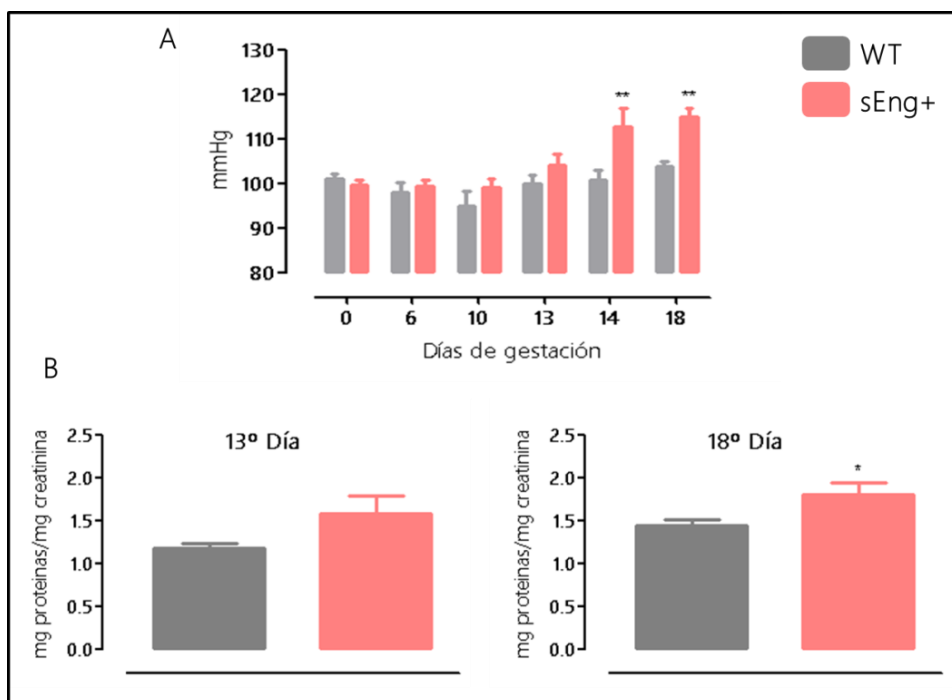 A
WT
sEng+
mmHg
130
120
110
100
90
80
** **
0 6 10 13 14 18
Días de gestación
B
mg proteinas/mg creatinina
13º Día
2.5
2.0
1.5
1.0
0.5
0.0
mg proteinas/mg creatinina
18º Día
2.5
2.0
1.5
1.0
0.5
0.0
*